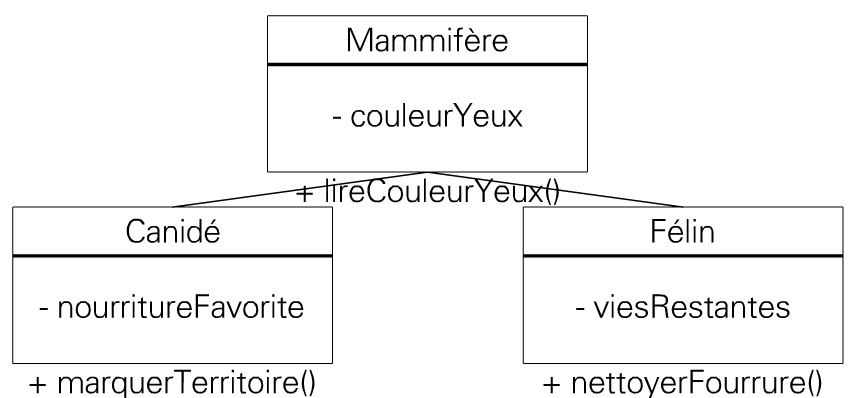 Mammifère
- couleurYeux
+ lireCouleurYeux()
Canidé
- nourritureFavorite
+ marquerTerritoire()
Félin
- viesRestantes
+ nettoyerFourrure()